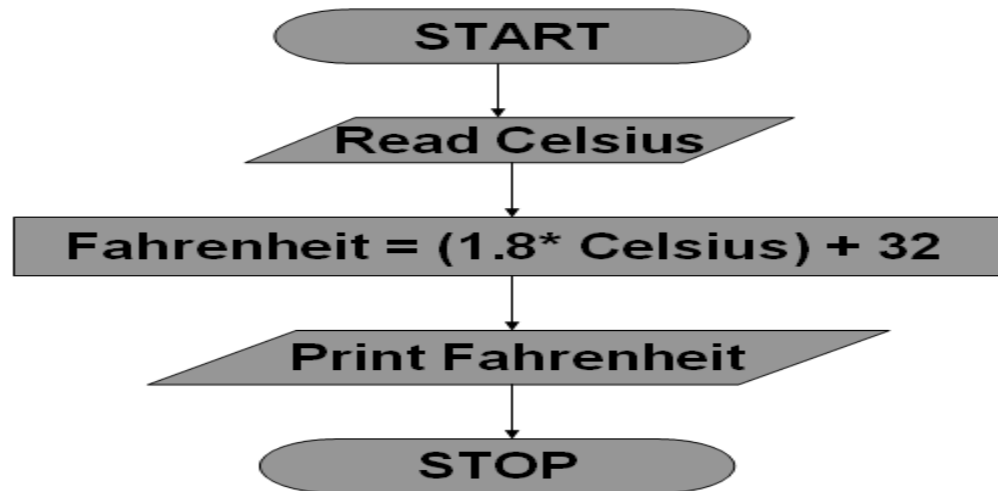 START
Read Celsius
Fahrenheit = (1.8* Celsius) + 32
Print Fahrenheit
STOP